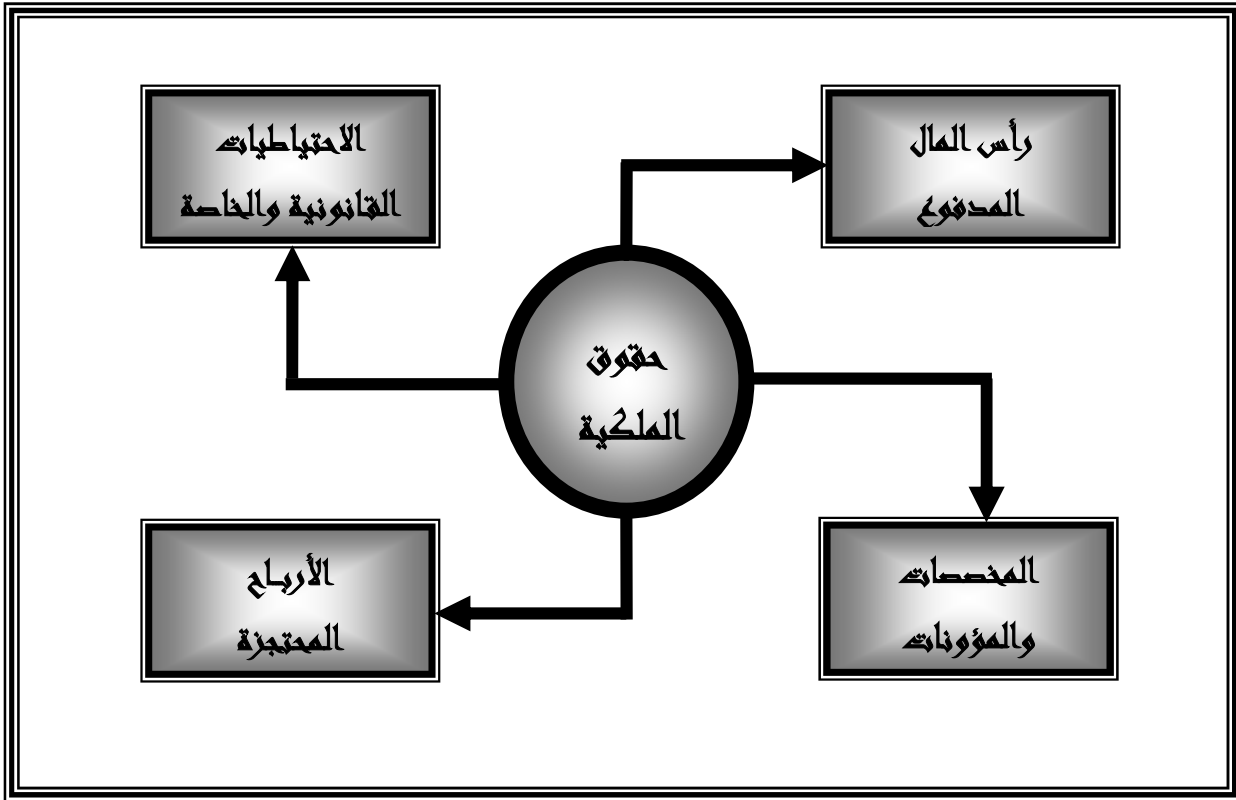 رأس المال
المدفوع
الاحتياطيات
القانونية والخاصة
حقوق
الملكية
المخصصات
والمؤونات
الأرباح
المحتجزة